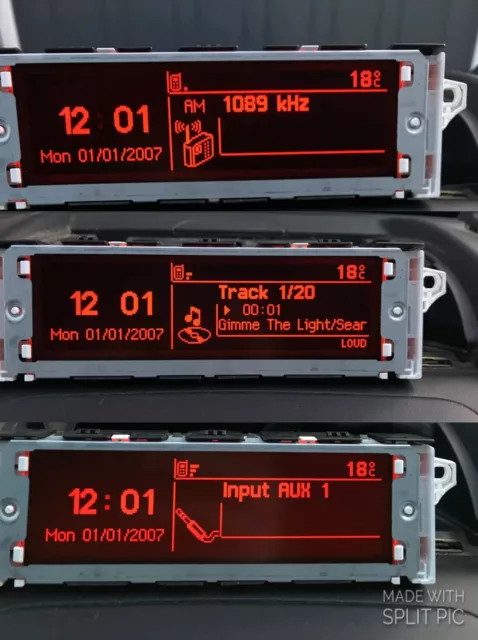 18°C
AM 1089 kHz
12:01
Mon 01/01/2007
18°C
Track 1/20
00:01
12 01
Gimme The Light/Sear
Mon 01/01/2007
LOUD
18°C
Input AUX 1
12:01
Mon 01/01/2007
MADE WITH
SPLIT PIC